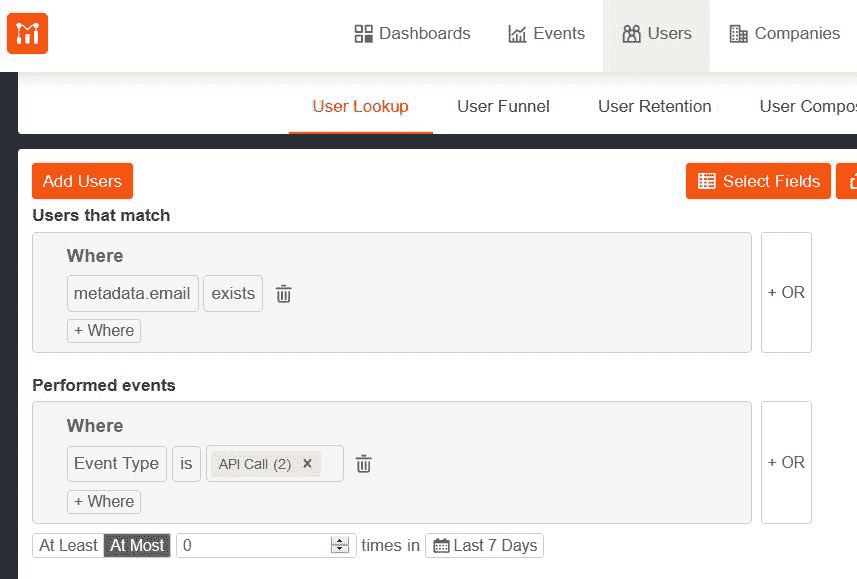 Dashboards Events Users Companies
User Lookup User Funnel User Retention User Compos
Add Users Select Fields
Users that match
Where
metadata.email exists
+ Where
+ OR
Performed events
Where
Event Type is API Call (2) ×
+ Where
+ OR
At Least At Most 0 times in Last 7 Days